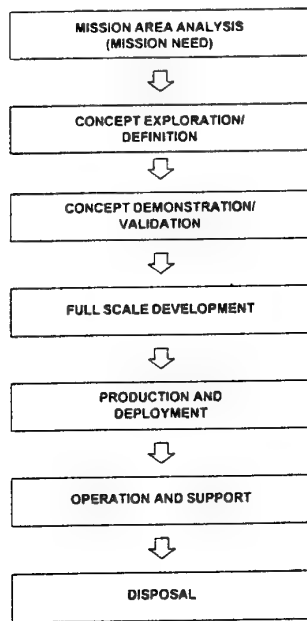 MISSION AREA ANALYSIS
(MISSION NEED)
CONCEPT EXPLORATION/
DEFINITION
CONCEPT DEMONSTRATION/
VALIDATION
FULL SCALE DEVELOPMENT
PRODUCTION AND
DEPLOYMENT
OPERATION AND SUPPORT
DISPOSAL